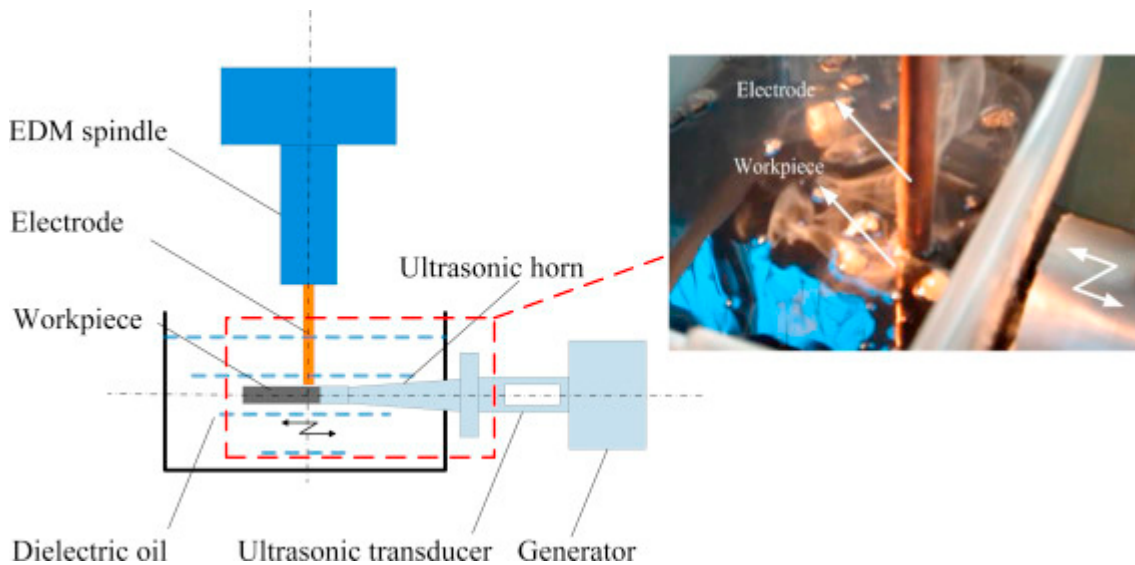 EDM spindle
Electrode
Workpiece
Ultrasonic horn
Electrode
Workpiece
Dielectric oil
Ultrasonic transducer
Generator